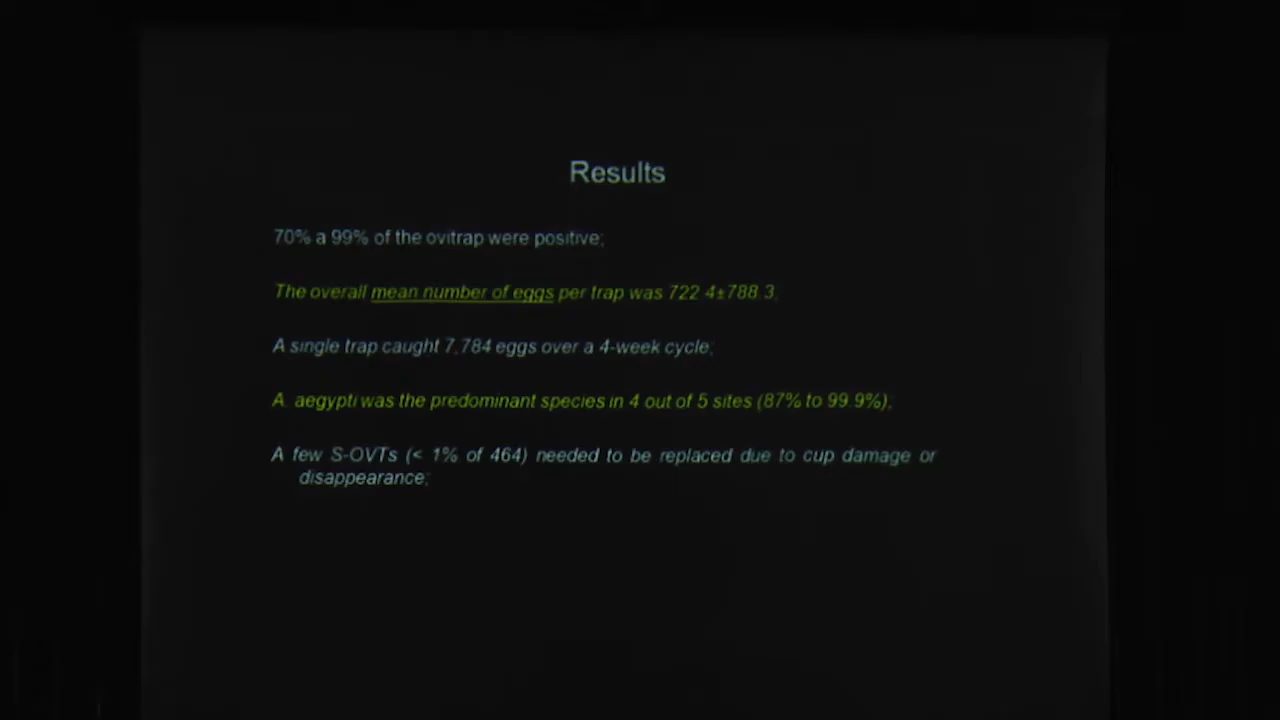 Results
70% a 99% of the ovitrap were positive;
The overall mean number of eggs per trap was 722.4±788.3.
A single trap caught 7,784 eggs over a 4-week cycle;
A. aegypti was the predominant species in 4 out of 5 sites (87% to 99.9%);
A few S-OVTs (< 1% of 464) needed to be replaced due to cup damage or
disappearance;